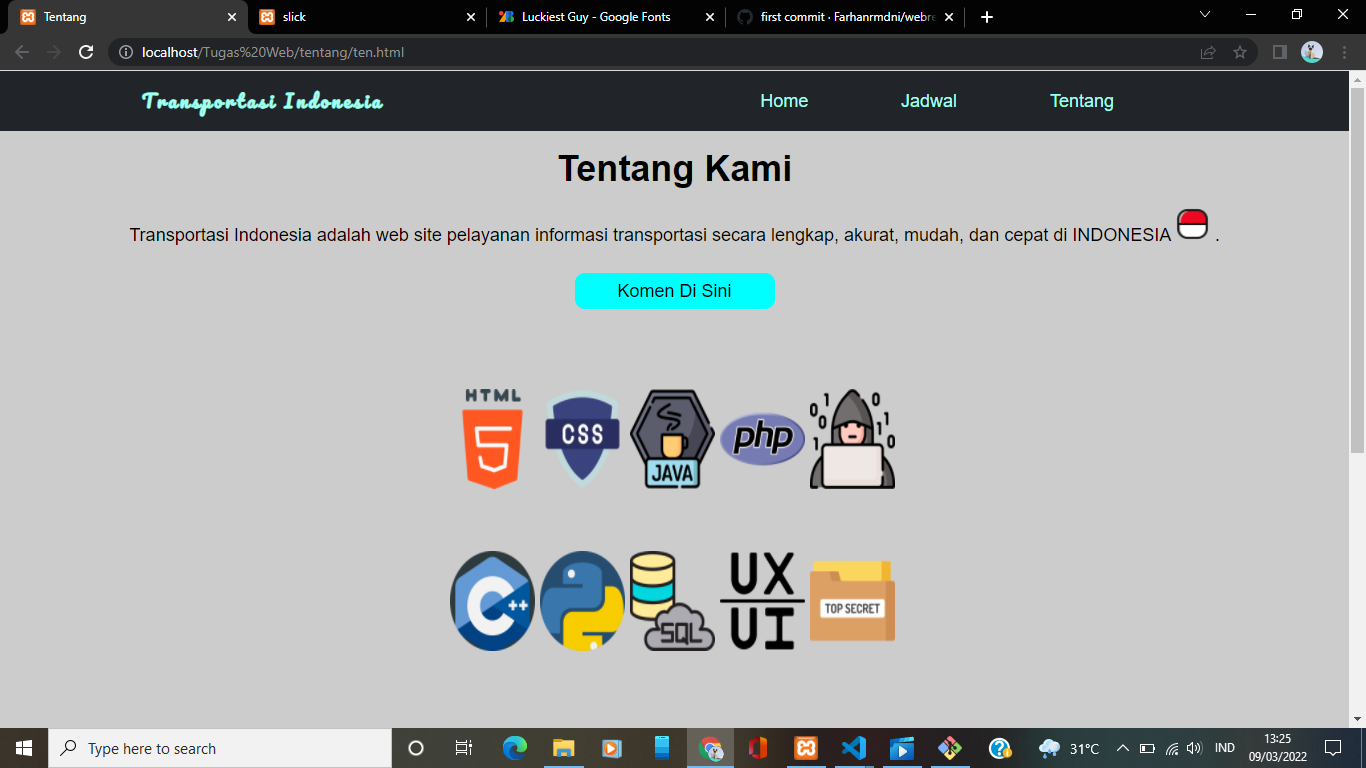 Tentang
slick
Luckiest Guy - Google Fonts
first commit · Farhanrmdni/webre
localhost/Tugas%20Web/tentang/ten.html
Transportasi Indonesia
Home
Jadwal
Tentang
Tentang Kami
Transportasi Indonesia adalah web site pelayanan informasi transportasi secara lengkap, akurat, mudah, dan cepat di INDONESIA .
Komen Di Sini
HTML
5
CSS
JAVA
php
1 0
0 1
1 0
C++
SQL
UX
UI
TOP SECRET
Type here to search
31°C
IND
13:25
09/03/2022